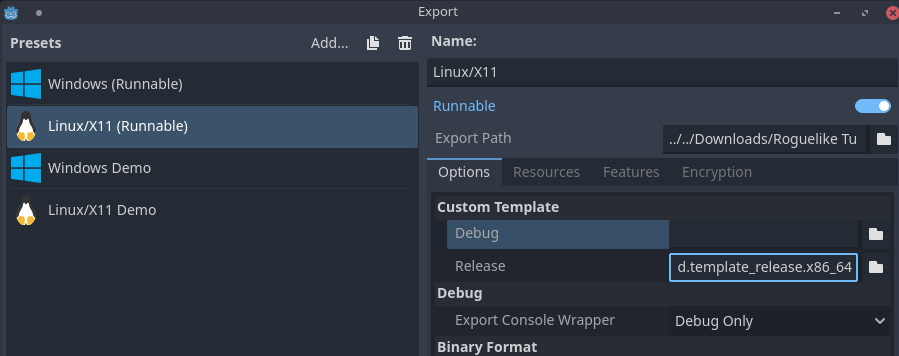 Export
Presets
Add...
Windows (Runnable)
Linux/X11 (Runnable)
Windows Demo
Linux/X11 Demo
Name:
Linux/X11
Runnable
Export Path ../../Downloads/Roguelike Tu
Options Resources Features Encryption
Custom Template
Debug
Release d.template_release.x86_64
Debug
Export Console Wrapper Debug Only
Binary Format